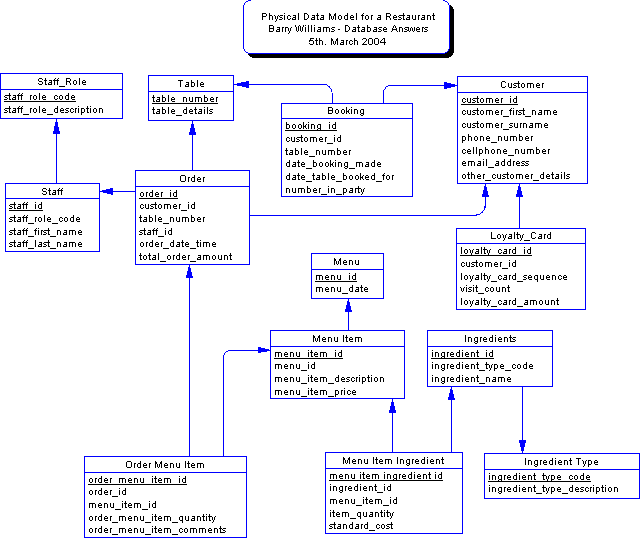 Physical Data Model for a Restaurant
Barry Williams - Database Answers
5th. March 2004
Staff_Role
staff_role_code
staff_role_description
Table
table_number
table_details
Booking
booking_id
customer_id
table_number
date_booking_made
date_table_booked_for
number_in_party
Customer
customer_id
customer_first_name
customer_surname
phone_number
cellphone_number
email_address
other_customer_details
Staff
staff_id
staff_role_code
staff_first_name
staff_last_name
Order
order_id
customer_id
table_number
staff_id
order_date_time
total_order_amount
Loyalty_Card
loyalty_card_id
customer_id
loyalty_card_sequence
visit_count
loyalty_card_amount
Menu
menu_id
menu_date
Menu Item
menu_item_id
menu_id
menu_item_description
menu_item_price
Ingredients
ingredient_id
ingredient_type_code
ingredient_name
Order Menu Item
order_menu_item_id
order_id
menu_item_id
order_menu_item_quantity
order_menu_item_comments
Menu Item Ingredient
menu_item_ingredient_id
ingredient_id
menu_item_id
item_quantity
standard_cost
Ingredient Type
ingredient_type_code
ingredient_type_description